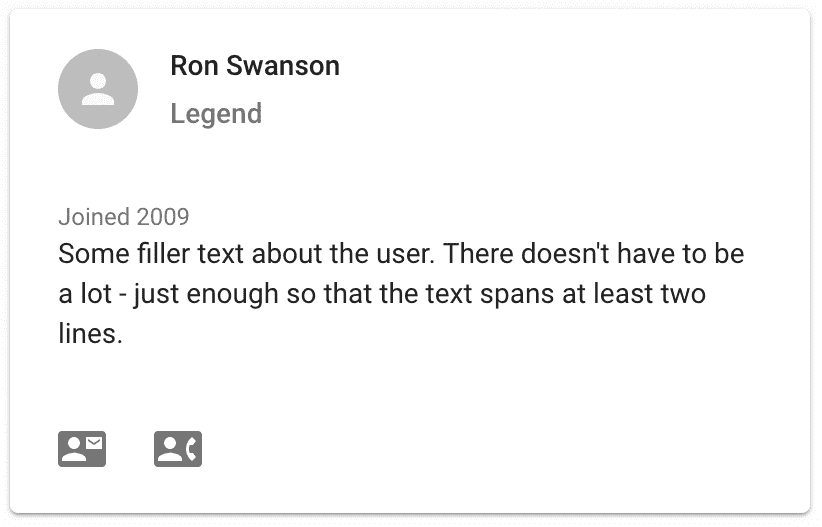 Ron Swanson
Legend
Joined 2009
Some filler text about the user. There doesn't have to be
a lot - just enough so that the text spans at least two
lines.